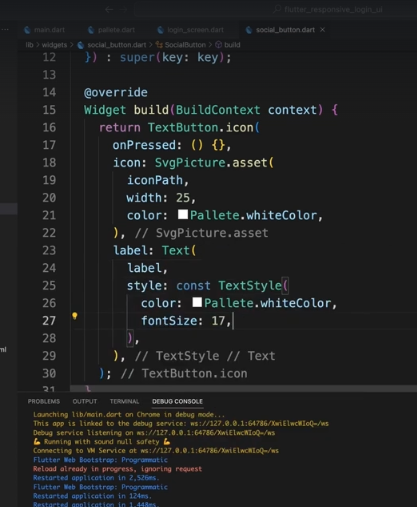 flutter_responsive_login_ui
main.dart pallete.dart login_screen.dart social_button.dart ×
lib > widgets > social_button.dart > SocialButton > build
12 }) : super(key: key);
13
14 @override
15 Widget build(BuildContext context) {
16 return TextButton.icon(
17 onPressed: () {},
18 icon: SvgPicture.asset(
19 iconPath,
20 width: 25,
21 color: Pallete.whiteColor,
22 ), // SvgPicture.asset
23 label: Text(
24 label,
25 style: const TextStyle(
26 color: Pallete.whiteColor,
27 fontSize: 17,
28 ),
29 ), // TextStyle // Text
30 ); // TextButton.icon
31 }
ml
PROBLEMS OUTPUT TERMINAL DEBUG CONSOLE
Launching lib/main.dart on Chrome in debug mode...
This app is linked to the debug service: ws://127.0.0.1:64786/XwiElwcWIoQ=/ws
Debug service listening on ws://127.0.0.1:64786/XwiElwcWIoQ=/ws
💪 Running with sound null safety 💪
Connecting to VM Service at ws://127.0.0.1:64786/XwiElwcWIoQ=/ws
Flutter Web Bootstrap: Programmatic
Reload already in progress, ignoring request
Restarted application in 2,526ms.
Flutter Web Bootstrap: Programmatic
Restarted application in 124ms.
Restarted application in 1,448ms.